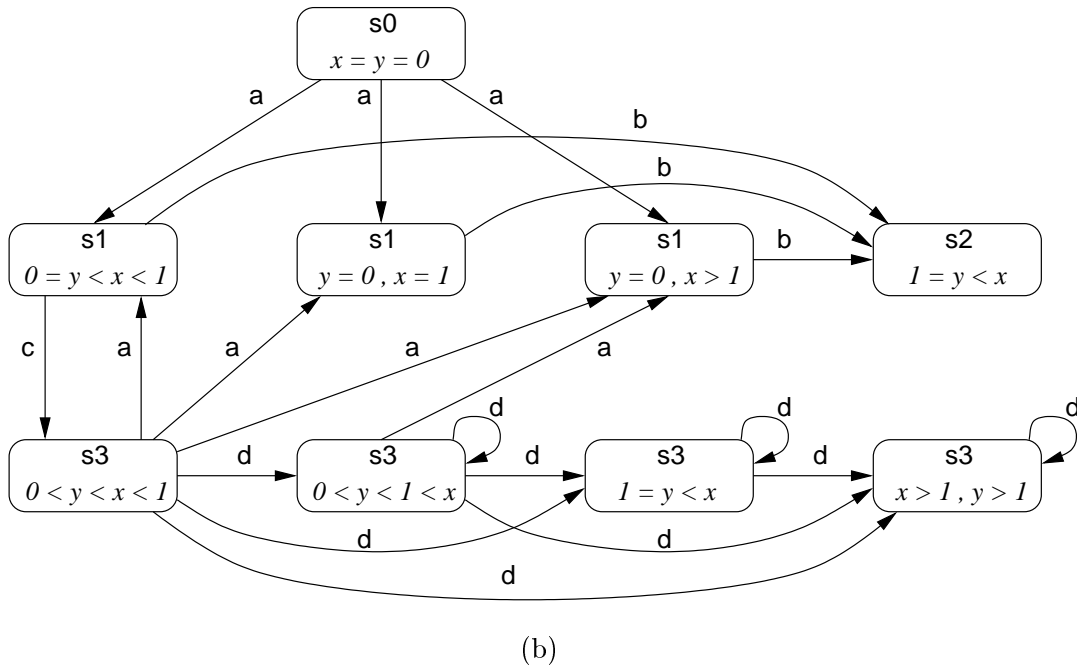 s0
x = y = 0
a
a
a
b
b
s1
0 = y < x < 1
s1
y = 0 , x = 1
s1
y = 0 , x > 1
b
s2
1 = y < x
c
a
a
a
a
s3
0 < y < x < 1
d
s3
0 < y < 1 < x
d
d
s3
1 = y < x
d
d
s3
x > 1 , y > 1
d
d
d
d
(b)